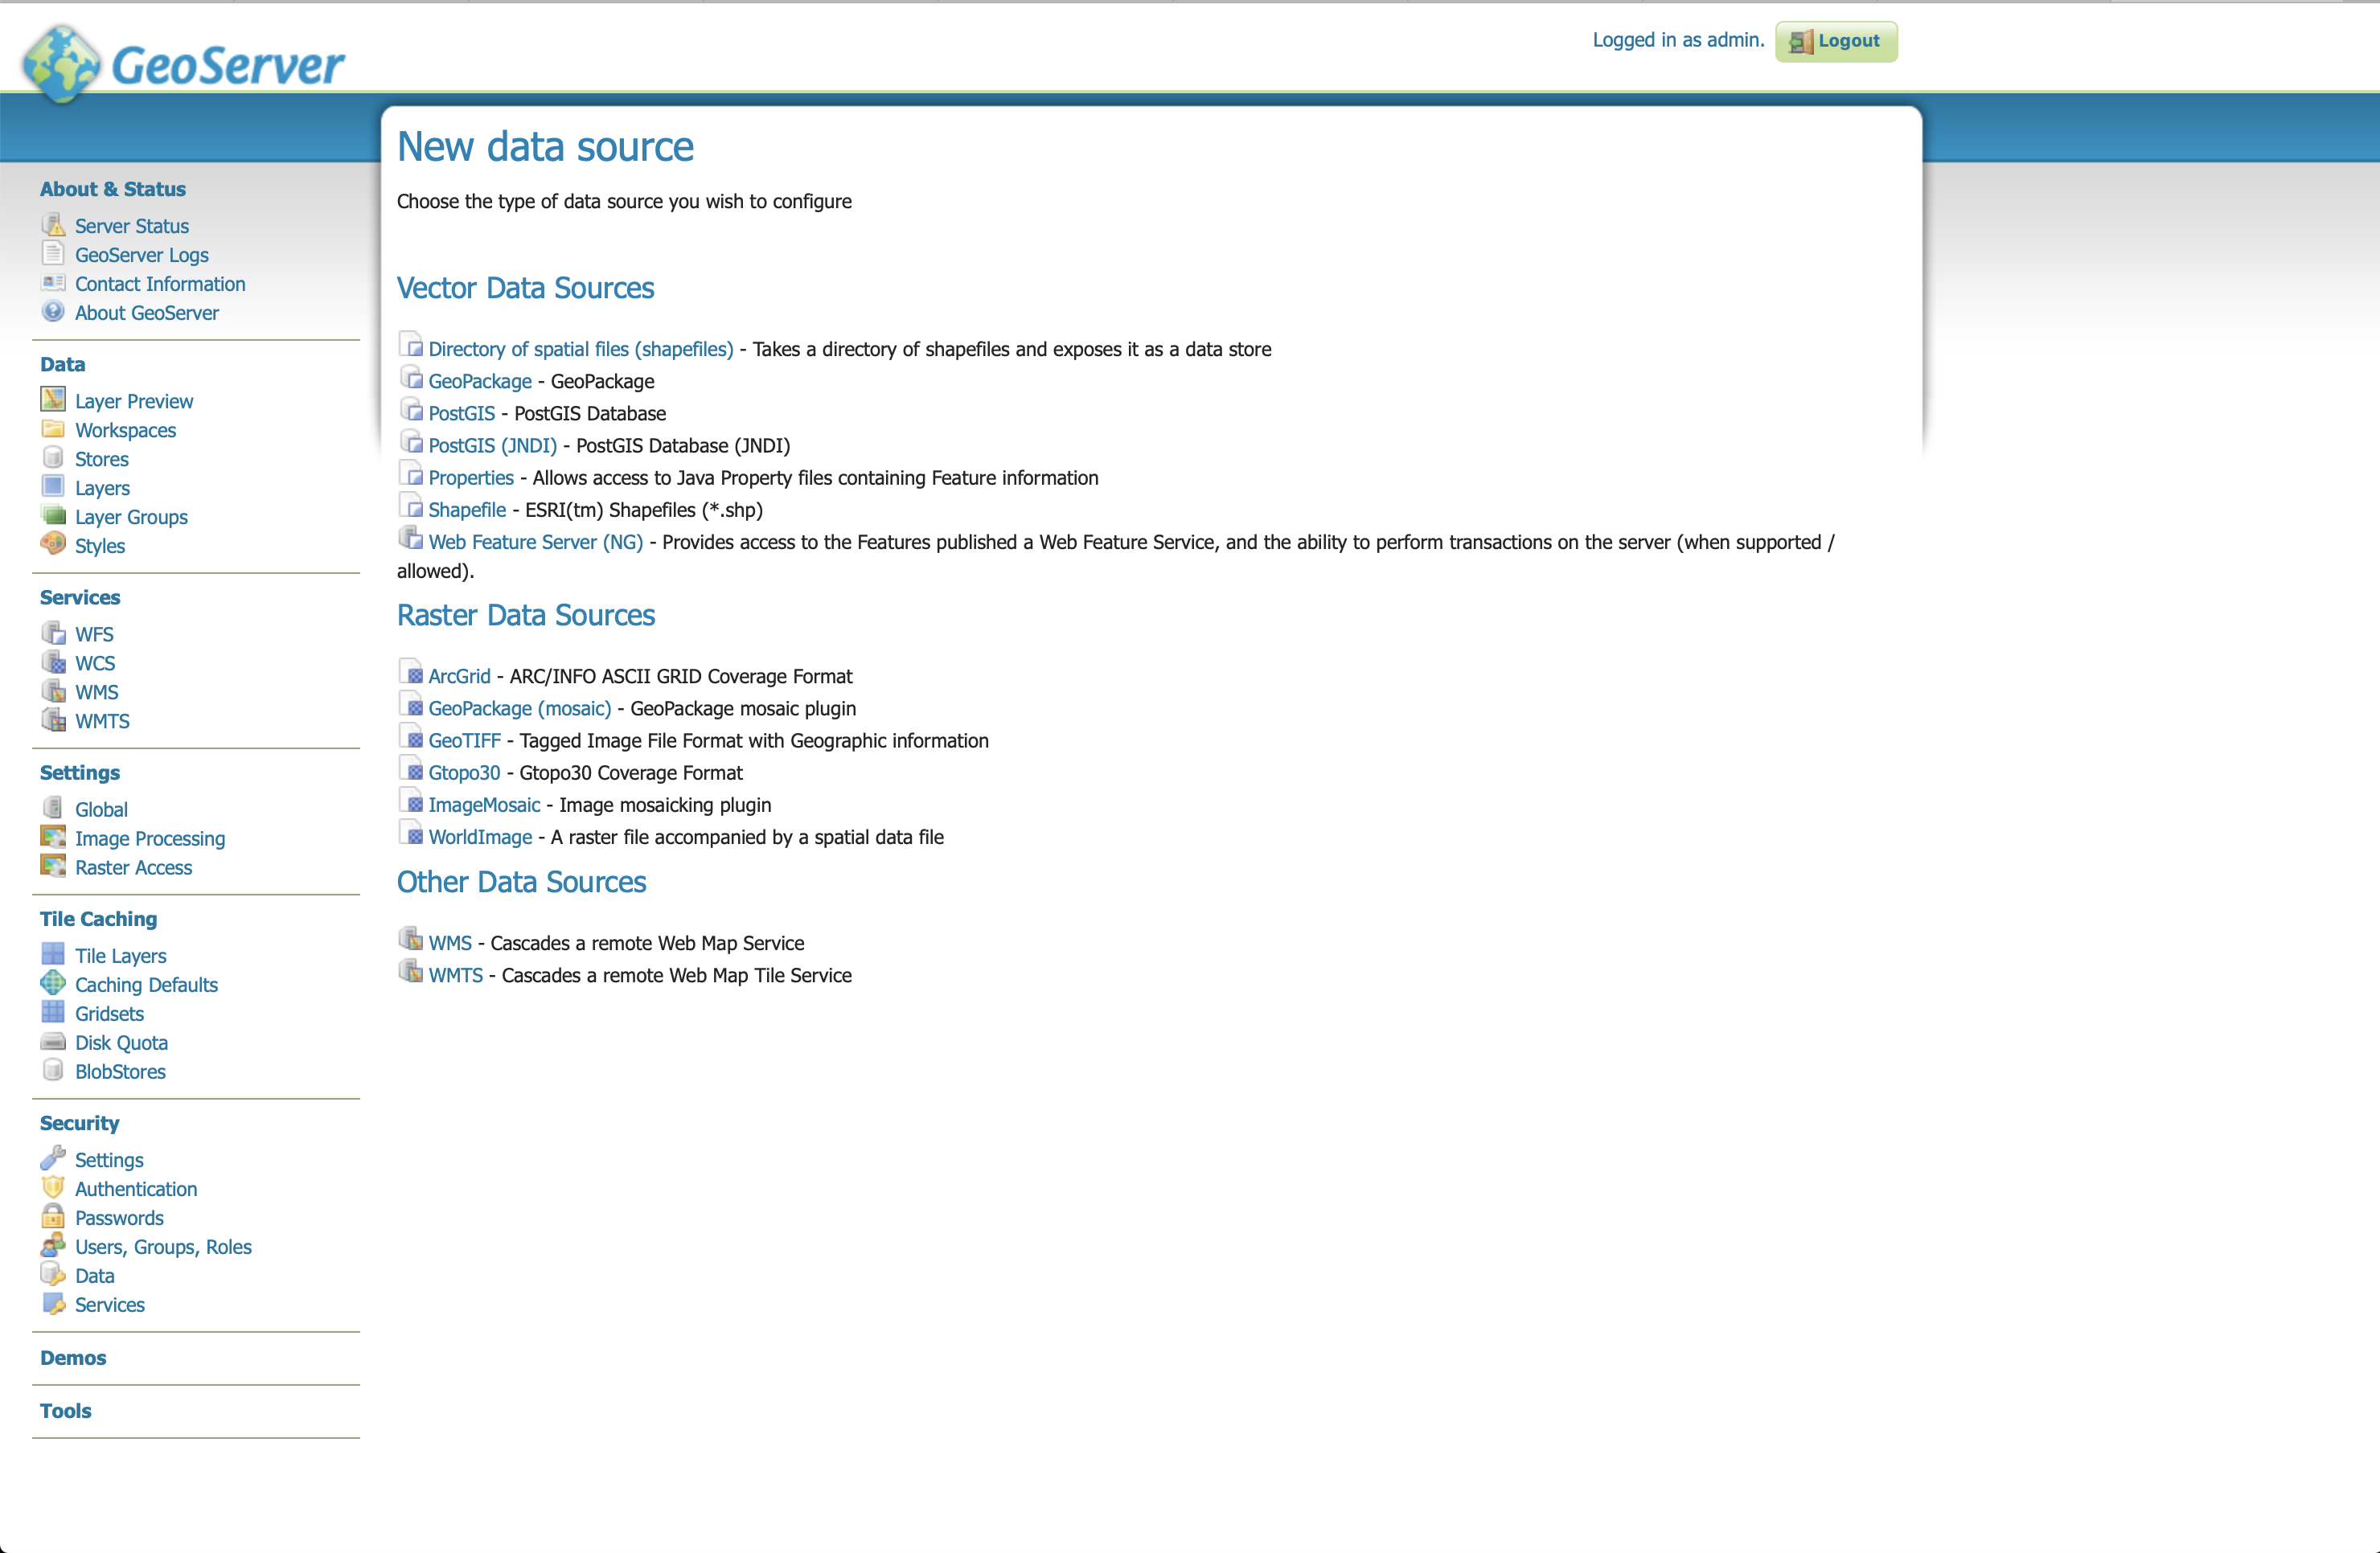 GeoServer
Logged in as admin.
Logout
About & Status
Server Status
GeoServer Logs
Contact Information
About GeoServer
Data
Layer Preview
Workspaces
Stores
Layers
Layer Groups
Styles
Services
WFS
WCS
WMS
WMTS
Settings
Global
Image Processing
Raster Access
Tile Caching
Tile Layers
Caching Defaults
Gridsets
Disk Quota
BlobStores
Security
Settings
Authentication
Passwords
Users, Groups, Roles
Data
Services
Demos
Tools
New data source
Choose the type of data source you wish to configure
Vector Data Sources
Directory of spatial files (shapefiles) - Takes a directory of shapefiles and exposes it as a data store
GeoPackage - GeoPackage
PostGIS - PostGIS Database
PostGIS (JNDI) - PostGIS Database (JNDI)
Properties - Allows access to Java Property files containing Feature information
Shapefile - ESRI(tm) Shapefiles (*.shp)
Web Feature Server (NG) - Provides access to the Features published a Web Feature Service, and the ability to perform transactions on the server (when supported /
allowed).
Raster Data Sources
ArcGrid - ARC/INFO ASCII GRID Coverage Format
GeoPackage (mosaic) - GeoPackage mosaic plugin
GeoTIFF - Tagged Image File Format with Geographic information
Gtopo30 - Gtopo30 Coverage Format
ImageMosaic - Image mosaicking plugin
WorldImage - A raster file accompanied by a spatial data file
Other Data Sources
WMS - Cascades a remote Web Map Service
WMTS - Cascades a remote Web Map Tile Service